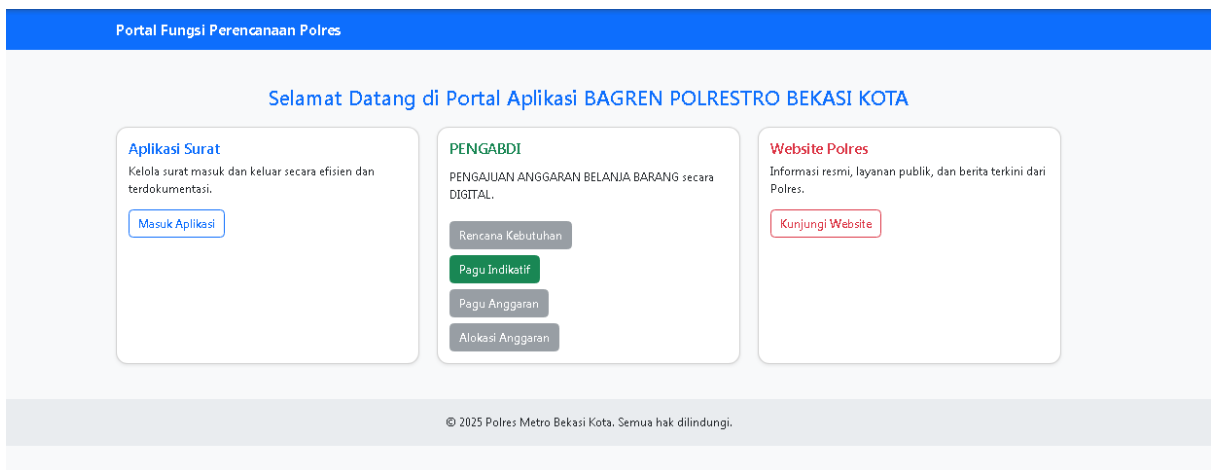 Portal Fungsi Perencanaan Polres
Selamat Datang di Portal Aplikasi BAGREN POLRESTRO BEKASI KOTA
Aplikasi Surat
Kelola surat masuk dan keluar secara efisien dan
terdokumentasi.
Masuk Aplikasi
PENGABDI
PENGAJUAN ANGGARAN BELANJA BARANG secara
DIGITAL.
Rencana Kebutuhan
Pagu Indikatif
Pagu Anggaran
Alokasi Anggaran
Website Polres
Informasi resmi, layanan publik, dan berita terkini dari
Polres.
Kunjungi Website
© 2025 Polres Metro Bekasi Kota. Semua hak dilindungi.